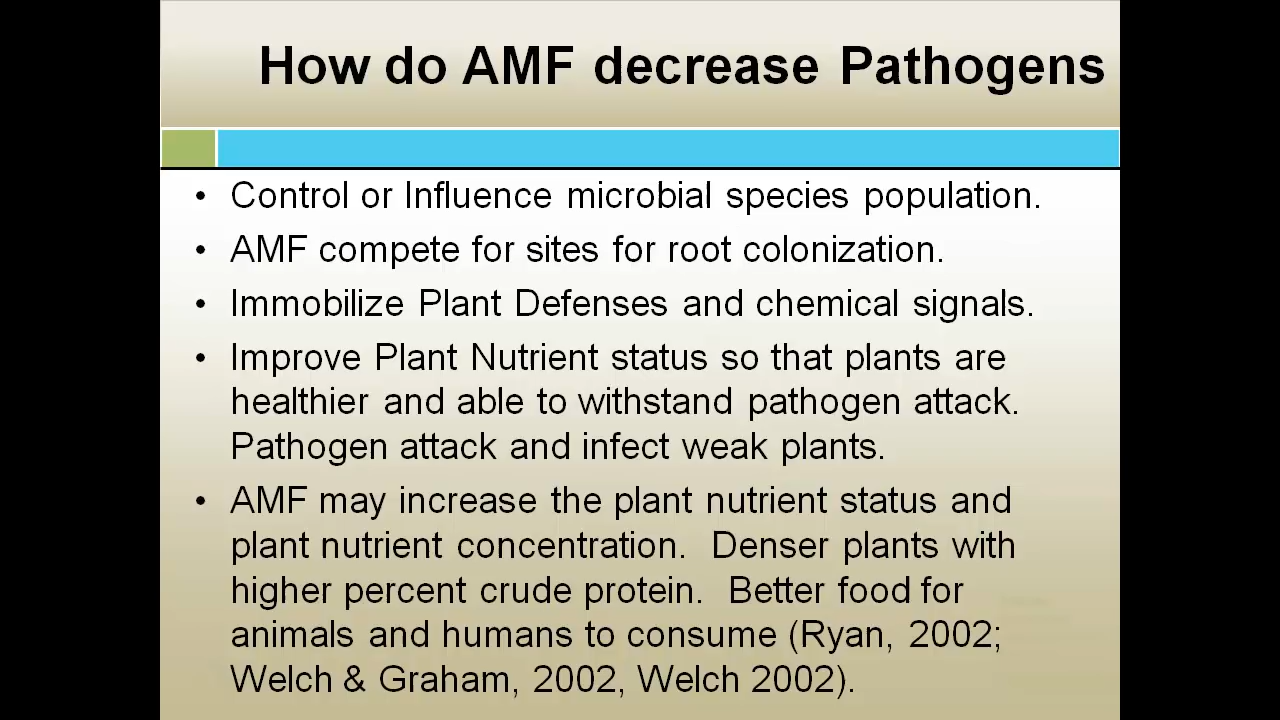 How do AMF decrease Pathogens
• Control or Influence microbial species population.
• AMF compete for sites for root colonization.
• Immobilize Plant Defenses and chemical signals.
• Improve Plant Nutrient status so that plants are
healthier and able to withstand pathogen attack.
Pathogen attack and infect weak plants.
• AMF may increase the plant nutrient status and
plant nutrient concentration.  Denser plants with
higher percent crude protein.  Better food for
animals and humans to consume (Ryan, 2002;
Welch & Graham, 2002, Welch 2002).